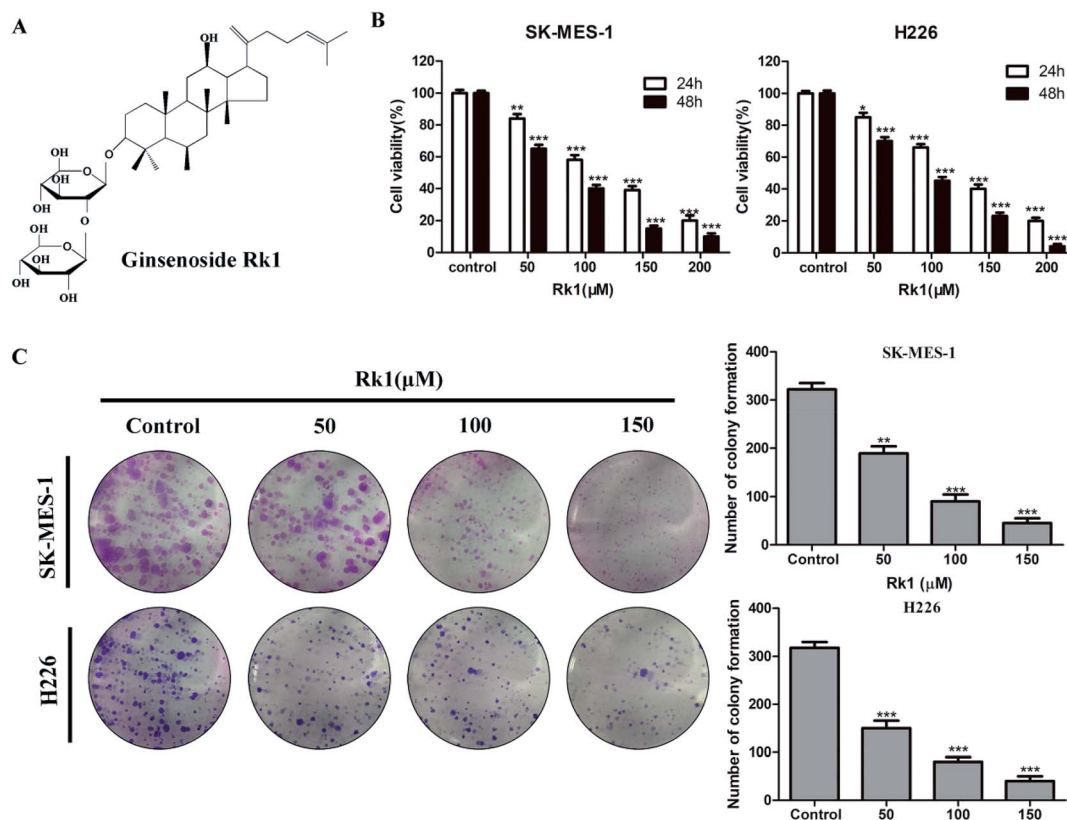 A
OH
O
O
OH
OH
OH
OH
O
O
OH
OH
OH
OH
Ginsenoside Rk1
B
SK-MES-1
24h
48h
Cell viability(%)
120
100
80
60
40
20
0
**
***
***
***
***
***
***
***
control 50 100 150 200
Rk1(μM)
H226
24h
48h
Cell viability(%)
120
100
80
60
40
20
0
*
***
***
***
***
***
***
***
control 50 100 150 200
Rk1(μM)
C
Rk1(μM)
Control 50 100 150
SK-MES-1
H226
SK-MES-1
Number of colony formation
400
300
200
100
0
**
***
***
Control 50 100 150
Rk1 (μM)
H226
Number of colony formation
400
300
200
100
0
***
***
***
Control 50 100 150